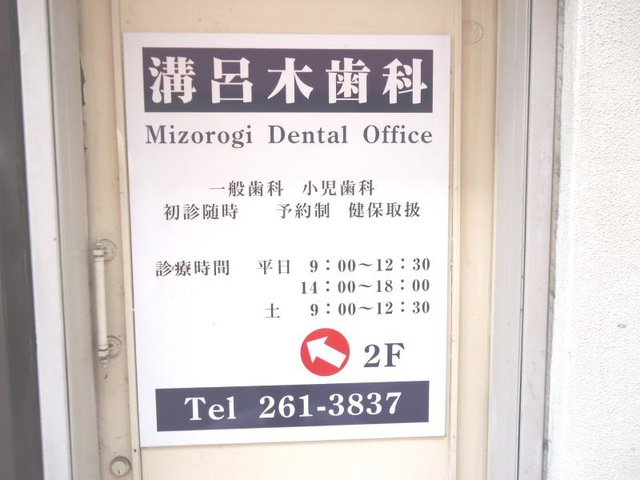 溝呂木歯科
Mizorogi Dental Office
一般歯科　小児歯科
初診随時　予約制　健保取扱
診療時間　平日　9：00～12：30
14：00～18：00
土　9：00～12：30
2F
Tel 261-3837